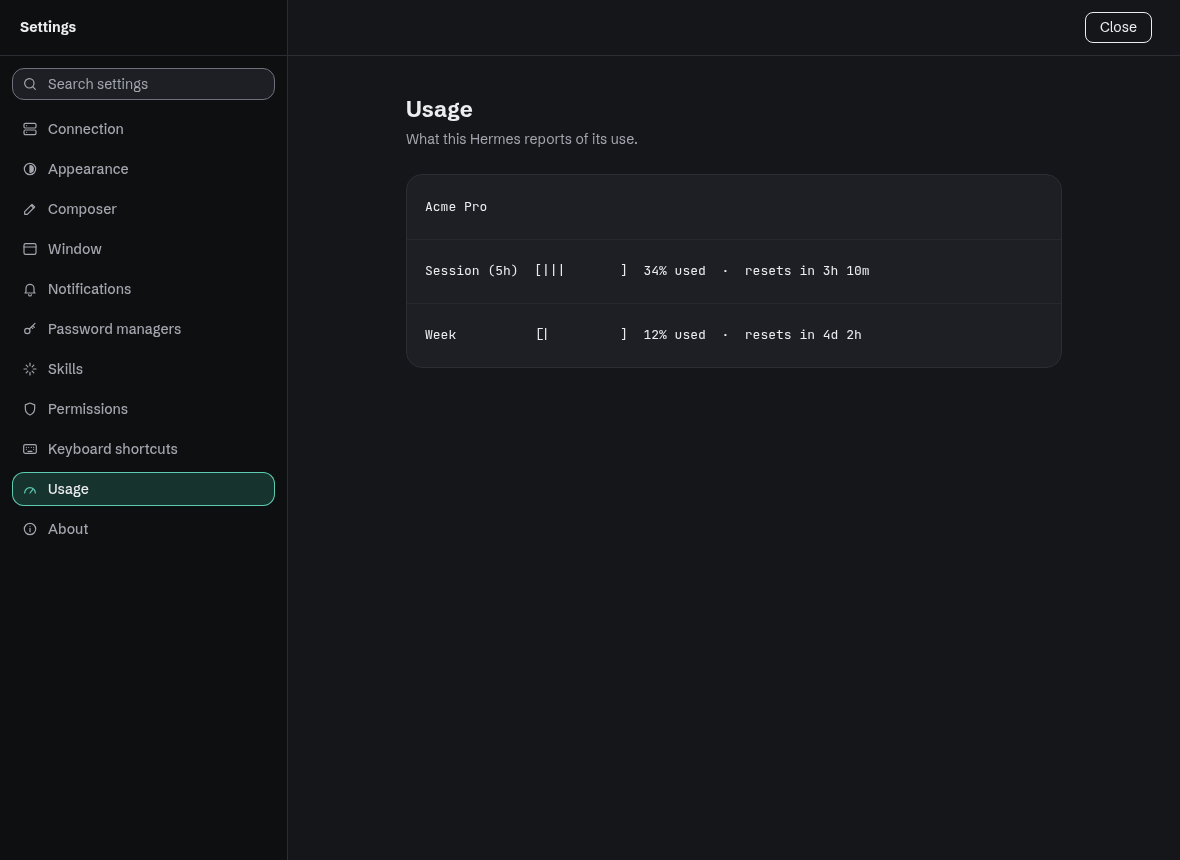 Settings
Close
Search settings
Connection
Appearance
Composer
Window
Notifications
Password managers
Skills
Permissions
Keyboard shortcuts
Usage
About
Usage
What this Hermes reports of its use.
Acme Pro
Session (5h)  [|||       ]  34% used  ·  resets in 3h 10m
Week          [|         ]  12% used  ·  resets in 4d 2h